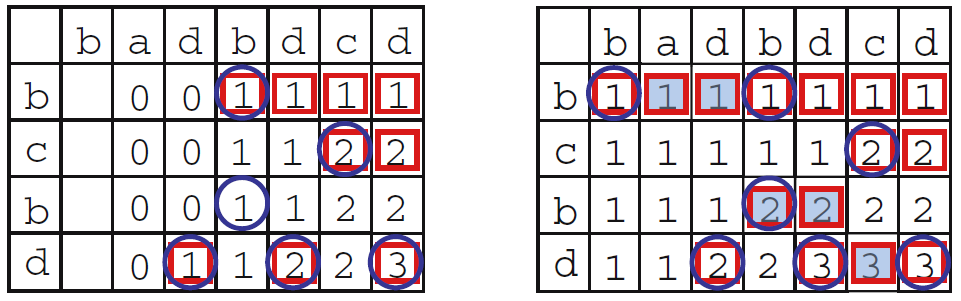 b a d b d c d
b 0 0 1 1 1 1
c 0 0 1 1 2 2
b 0 0 1 1 2 2
d 0 1 1 2 2 3
b a d b d c d
b 1 1 1 1 1 1 1
c 1 1 1 1 1 2 2
b 1 1 1 2 2 2 2
d 1 1 2 2 3 3 3